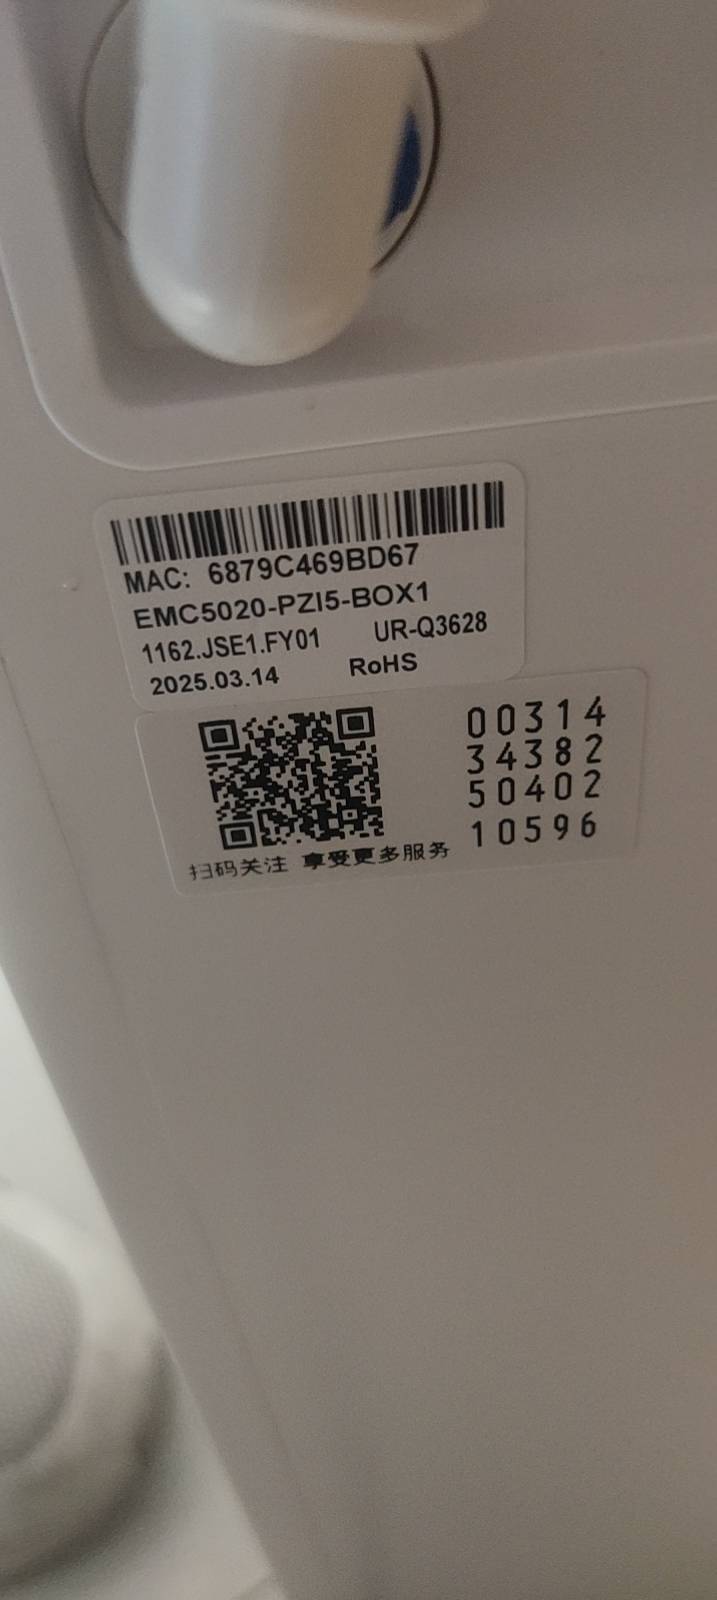 MAC: 6879C469BD67
EMC5020-PZI5-BOX1
1162.JSE1.FY01 UR-Q3628
2025.03.14 RoHS
00314
34382
50402
10596
扫码关注 享受更多服务